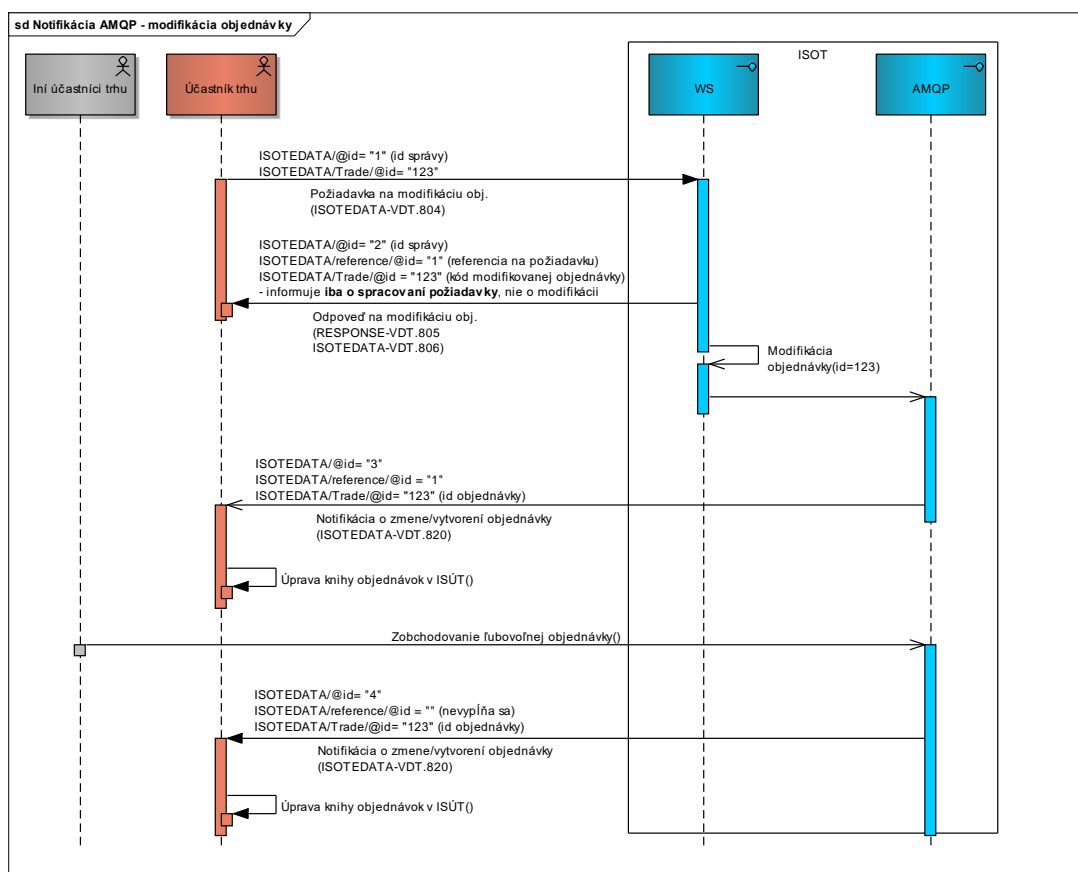 sd Notifikácia AMQP - modifikácia objednávky
ISOT
Iní účastníci trhu
Účastník trhu
WS
AMQP
ISOTEDATA/@id= "1" (id správy)
ISOTEDATA/Trade/@id= "123"
Požiadavka na modifikáciu obj.
(ISOTEDATA-VDT.804)
ISOTEDATA/@id= "2" (id správy)
ISOTEDATA/reference/@id= "1" (referencia na požiadavku)
ISOTEDATA/Trade/@id = "123" (kód modifikovanej objednávky)
- informuje iba o spracovaní požiadavky, nie o modifikácii
Odpoveď na modifikáciu obj.
(RESPONSE-VDT.805
ISOTEDATA-VDT.806)
Modifikácia
objednávky(id=123)
ISOTEDATA/@id= "3"
ISOTEDATA/reference/@id = "1"
ISOTEDATA/Trade/@id= "123" (id objednávky)
Notifikácia o zmene/vytvorení objednávky
(ISOTEDATA-VDT.820)
Úprava knihy objednávok v ISÚT()
Zobchodovanie ľubovoľnej objednávky()
ISOTEDATA/@id= "4"
ISOTEDATA/reference/@id = "" (nevypĺňa sa)
ISOTEDATA/Trade/@id= "123" (id objednávky)
Notifikácia o zmene/vytvorení objednávky
(ISOTEDATA-VDT.820)
Úprava knihy objednávok v ISÚT()